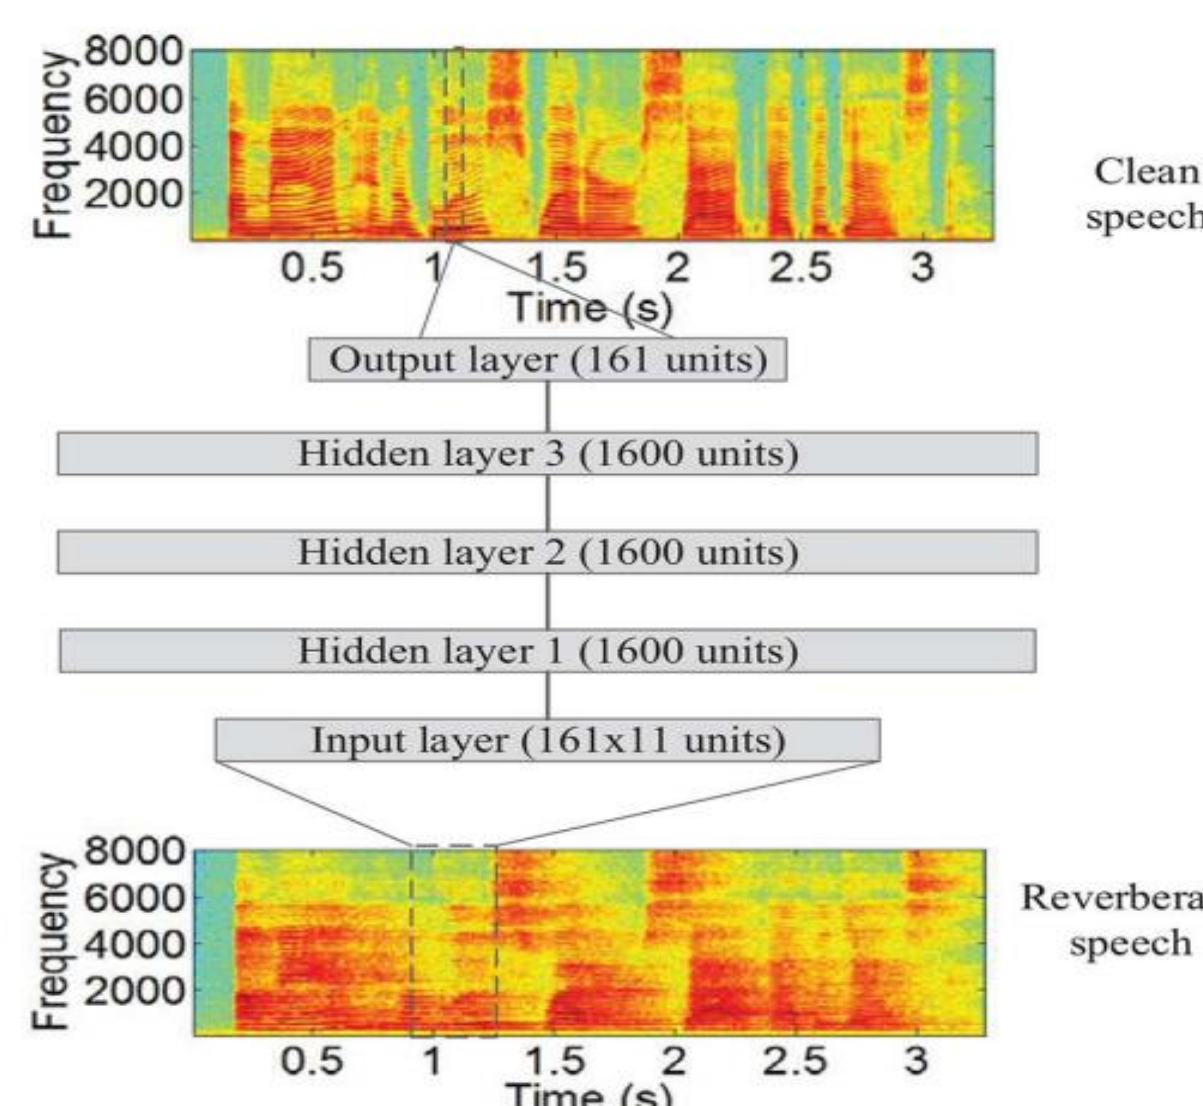 Frequency
8000
6000
4000
2000
0.5 1 1.5 2 2.5 3
Time (s)
Clean
speech
Output layer (161 units)
Hidden layer 3 (1600 units)
Hidden layer 2 (1600 units)
Hidden layer 1 (1600 units)
Input layer (161x11 units)
Frequency
8000
6000
4000
2000
0.5 1 1.5 2 2.5 3
Time (s)
Reverbera
speech